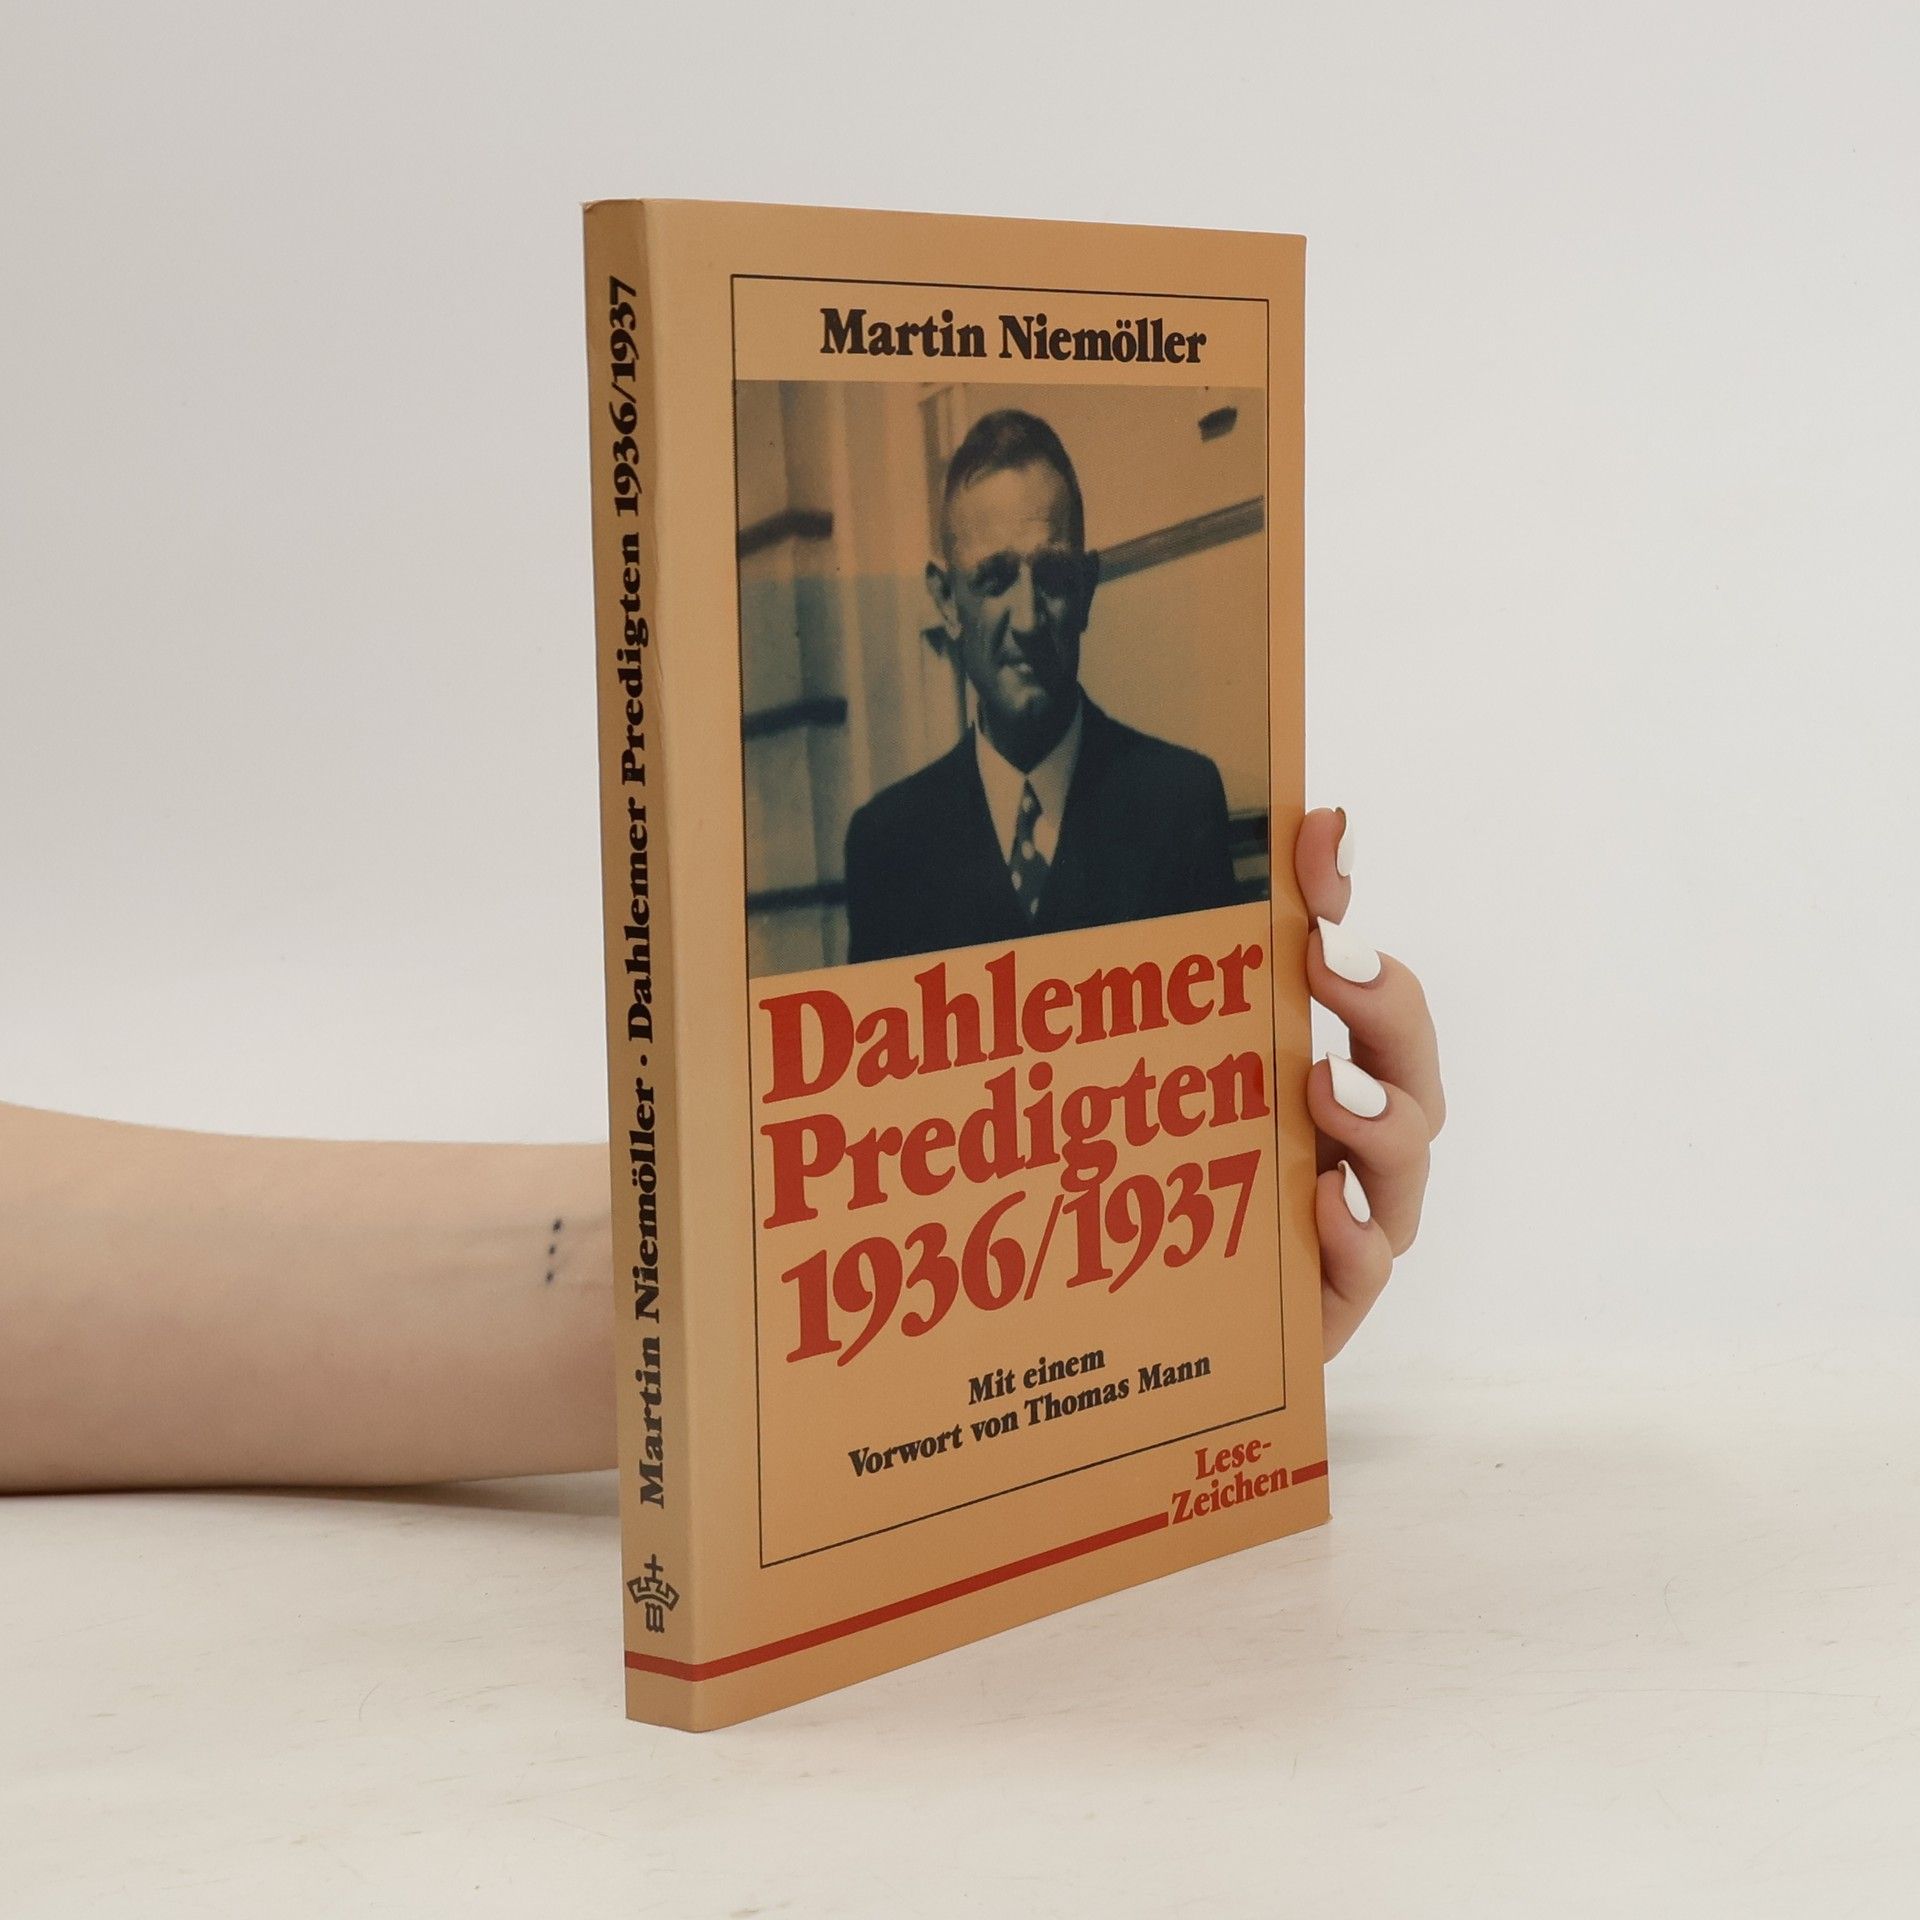 Martin Niemöller · Dahlemer Predigten 1936/1937
Martin Niemöller
Dahlemer
Predigten
1936/1937
Mit einem
Vorwort von Thomas Mann
Lese-
Zeichen